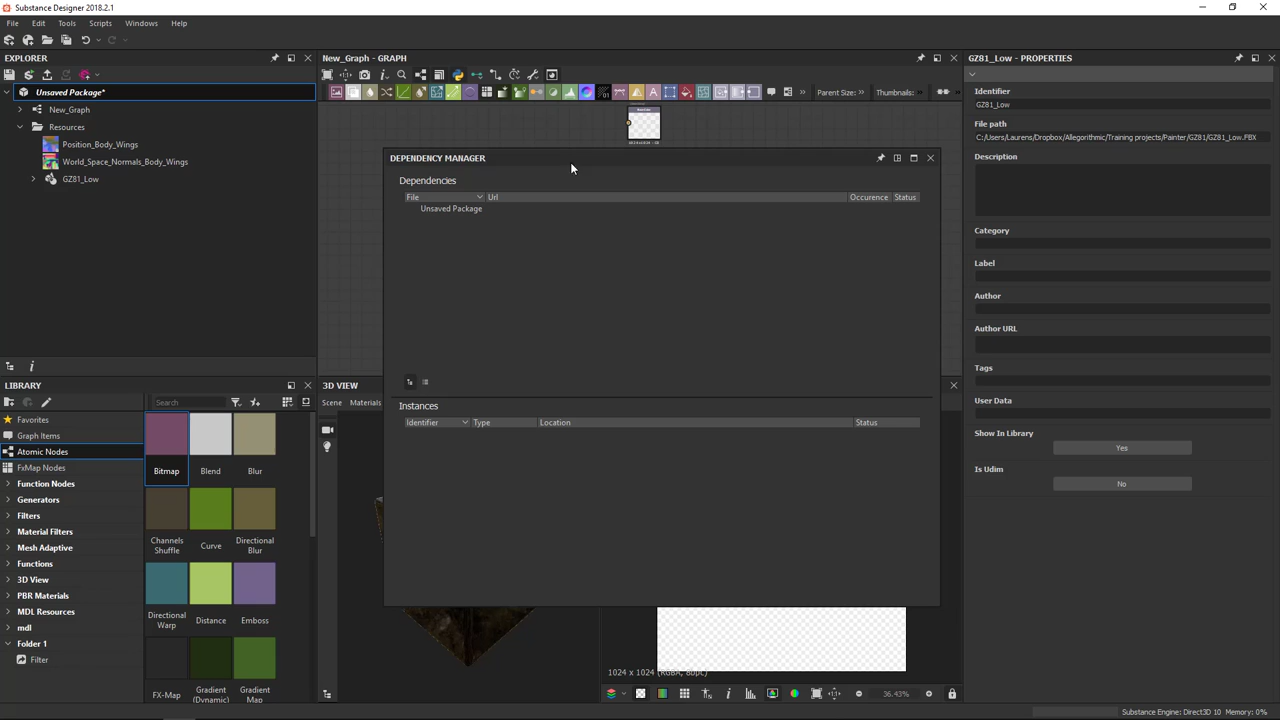 Substance Designer 2018.2.1
File Edit Tools Scripts Windows Help
EXPLORER
Unsaved Package*
New_Graph
Resources
Position_Body_Wings
World_Space_Normals_Body_Wings
GZ81_Low
New_Graph - GRAPH
Parent Size:
Thumbnails:
DEPENDENCY MANAGER
Dependencies
File Url Occurence Status
Unsaved Package
Instances
Identifier Type Location Status
GZ81_Low - PROPERTIES
Identifier
GZ81_Low
File path
C:/Users/Laurens/Dropbox/Allegorithmic/Training projects/Painter/GZ81/GZ81_Low.FBX
Description
Category
Label
Author
Author URL
Tags
User Data
Show In Library
Yes
Is Udim
No
LIBRARY
Search
Favorites
Graph Items
Atomic Nodes
FxMap Nodes
Function Nodes
Generators
Filters
Material Filters
Mesh Adaptive
Functions
3D View
PBR Materials
MDL Resources
mdl
Folder 1
Filter
Bitmap Blend Blur
Channels Shuffle
Curve
Directional Blur
Directional Warp
Distance
Emboss
FX-Map
Gradient (Dynamic)
Gradient Map
3D VIEW
Scene Materials
1024 x 1024 (RGBA, 8bpc)
36.43%
Substance Engine: Direct3D 10 Memory: 0%